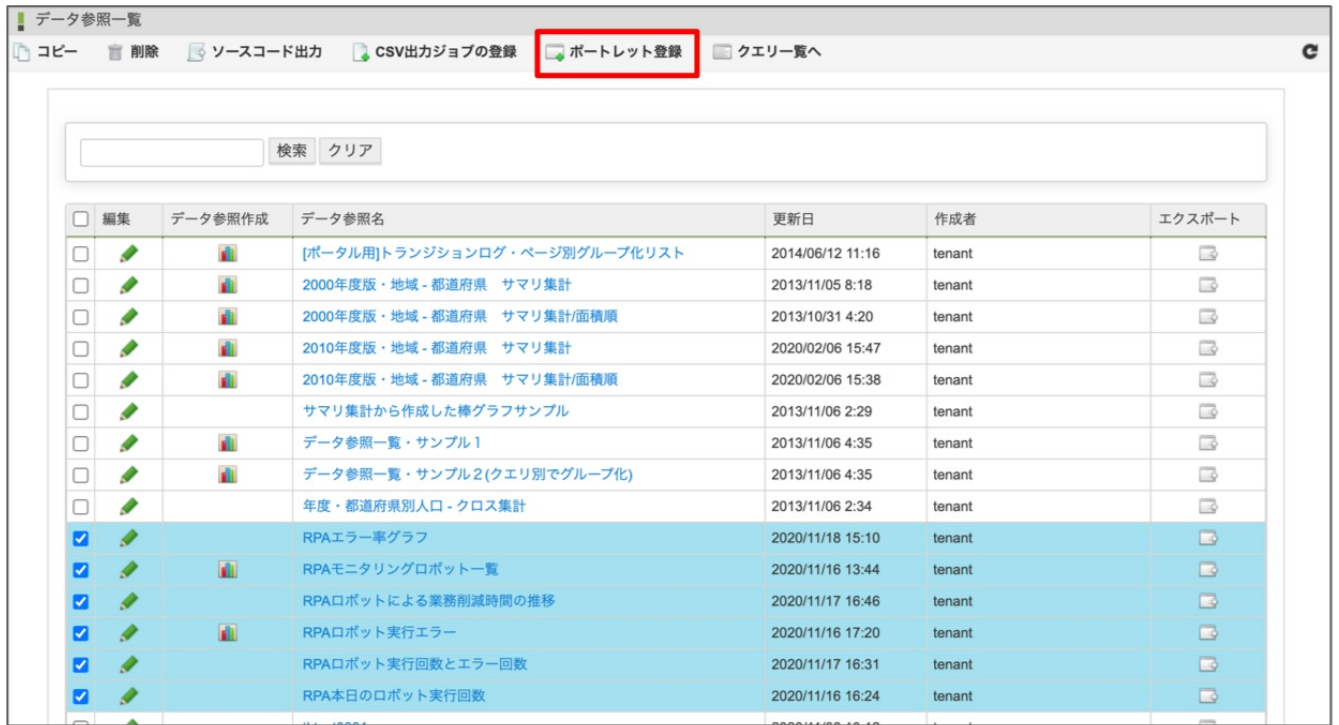 データ参照一覧
コピー 削除 ソースコード出力 CSV出力ジョブの登録 ポートレット登録 クエリ一覧へ
検索 クリア
編集 データ参照作成 データ参照名 更新日 作成者 エクスポート
[ポータル用]トランジションログ・ページ別グループ化リスト 2014/06/12 11:16 tenant
2000年度版・地域 - 都道府県　サマリ集計 2013/11/05 8:18 tenant
2000年度版・地域 - 都道府県　サマリ集計/面積順 2013/10/31 4:20 tenant
2010年度版・地域 - 都道府県　サマリ集計 2020/02/06 15:47 tenant
2010年度版・地域 - 都道府県　サマリ集計/面積順 2020/02/06 15:38 tenant
サマリ集計から作成した棒グラフサンプル 2013/11/06 2:29 tenant
データ参照一覧・サンプル１ 2013/11/06 4:35 tenant
データ参照一覧・サンプル２(クエリ別でグループ化) 2013/11/06 4:35 tenant
年度・都道府県別人口 - クロス集計 2013/11/06 2:34 tenant
RPAエラー率グラフ 2020/11/18 15:10 tenant
RPAモニタリングロボット一覧 2020/11/16 13:44 tenant
RPAロボットによる業務削減時間の推移 2020/11/17 16:46 tenant
RPAロボット実行エラー 2020/11/16 17:20 tenant
RPAロボット実行回数とエラー回数 2020/11/17 16:31 tenant
RPA本日のロボット実行回数 2020/11/16 16:24 tenant